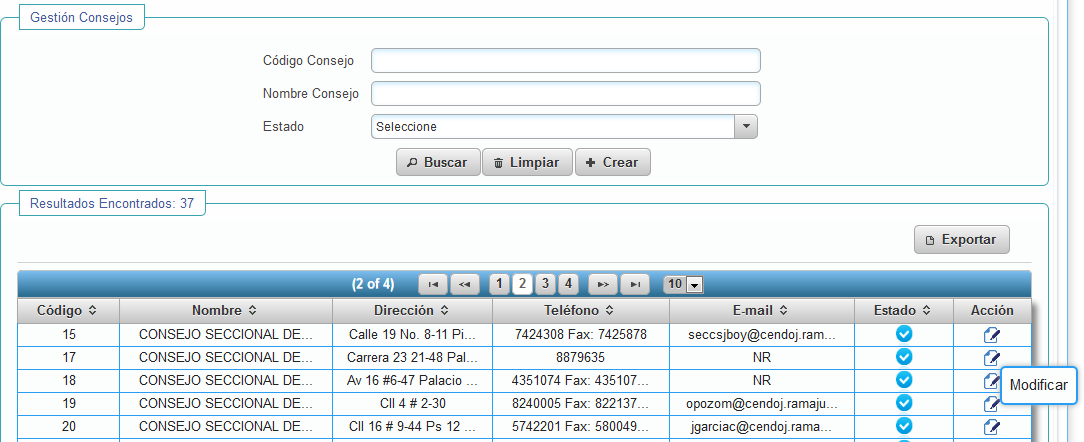 Gestión Consejos
Código Consejo
Nombre Consejo
Estado Seleccione
Buscar Limpiar Crear
Resultados Encontrados: 37
Exportar
(2 of 4) 1 2 3 4 10
Código Nombre Dirección Teléfono E-mail Estado Acción
15 CONSEJO SECCIONAL DE... Calle 19 No. 8-11 Pi... 7424308 Fax: 7425878 seccsjboy@cendoj.ram...
17 CONSEJO SECCIONAL DE... Carrera 23 21-48 Pal... 8879635 NR
18 CONSEJO SECCIONAL DE... Av 16 #6-47 Palacio ... 4351074 Fax: 435107... NR
Modificar
19 CONSEJO SECCIONAL DE... Cll 4 # 2-30 8240005 Fax: 822137... opozom@cendoj.ramaju...
20 CONSEJO SECCIONAL DE... Cll 16 # 9-44 Ps 12 ... 5742201 Fax: 580049... jgarciac@cendoj.rama...